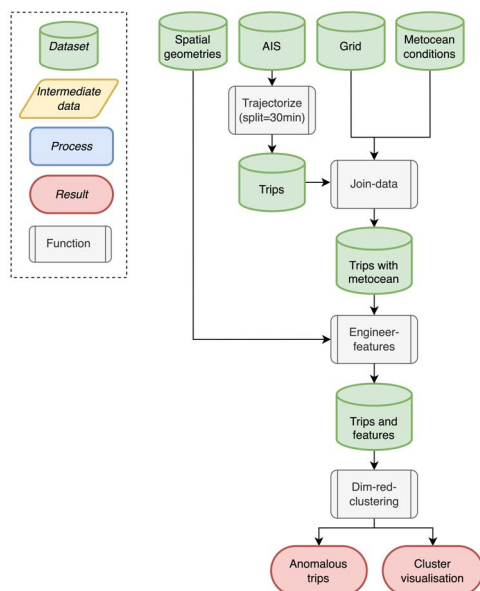 Dataset
Intermediate
data
Process
Result
Function
Spatial
geometries
AIS
Grid
Metocean
conditions
Trajectorize
(split=30min)
Trips
Join-data
Trips with
metocean
Engineer-
features
Trips and
features
Dim-red-
clustering
Anomalous
trips
Cluster
visualisation